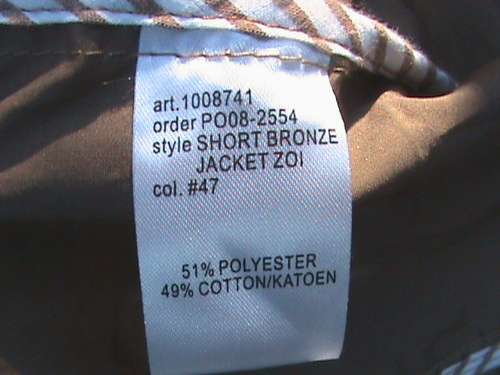 art.1008741
order PO08-2554
style SHORT BRONZE
JACKET ZOI
col. #47
51% POLYESTER
49% COTTON/KATOEN